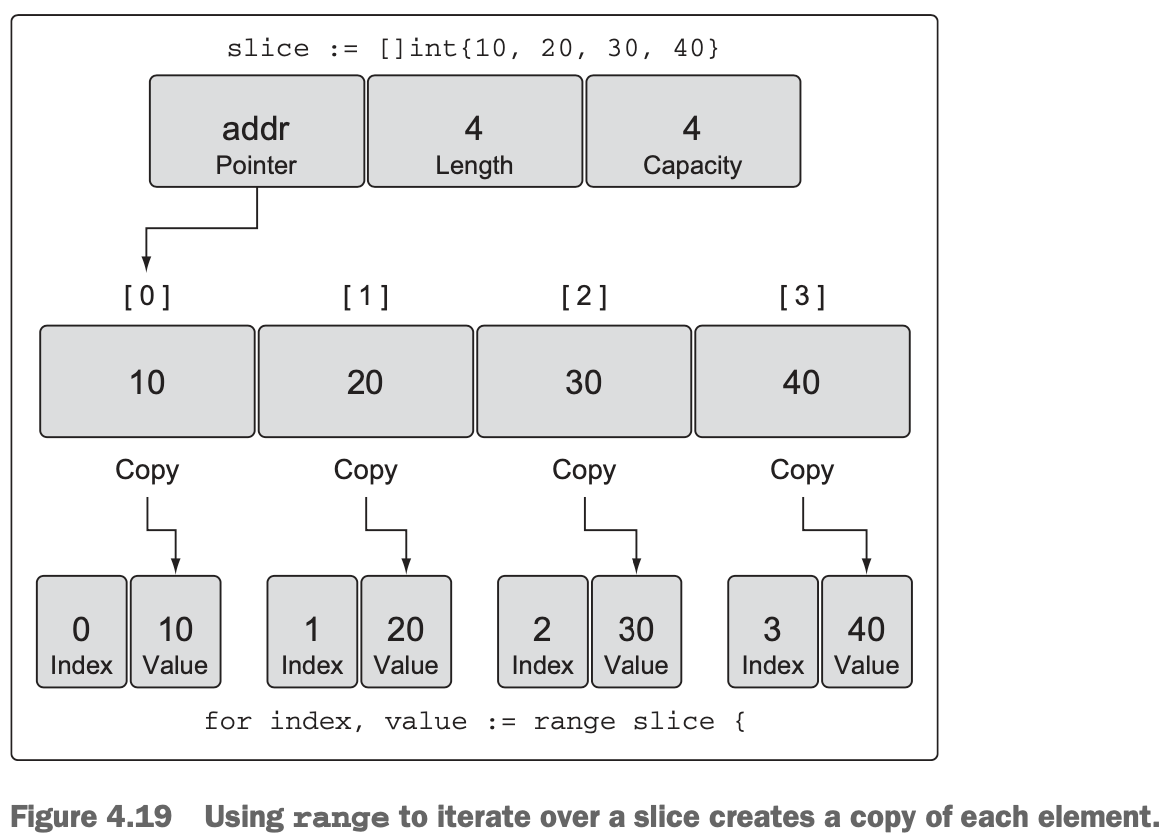 slice := []int{10, 20, 30, 40}
addr 4 4
Pointer Length Capacity
[0] [1] [2] [3]
10 20 30 40
Copy Copy Copy Copy
0 10 1 20 2 30 3 40
Index Value Index Value Index Value Index Value
for index, value := range slice {
Figure 4.19 Using range to iterate over a slice creates a copy of each element.